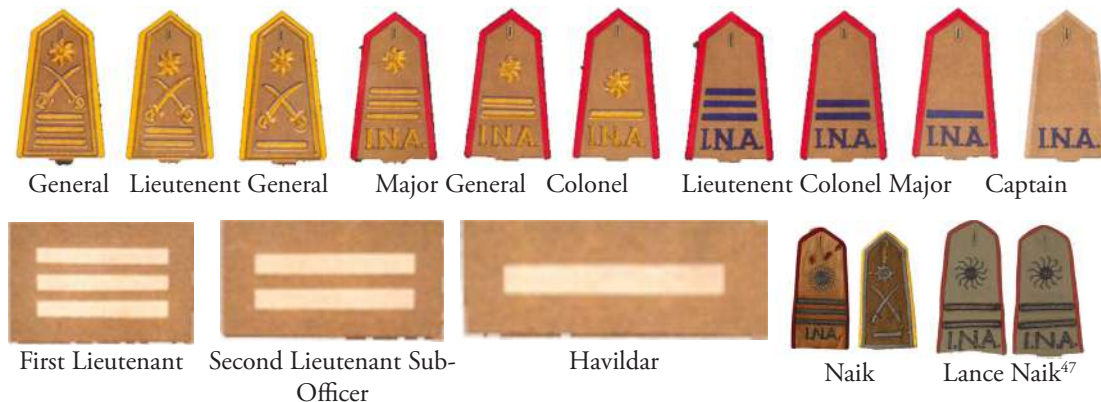 I.N.A. I.N.A. I.N.A. I.N.A. I.N.A. I.N.A. I.N.A.
General Lieutenent General Major General Colonel Lieutenent Colonel Major Captain
I.N.A. I.N.A. I.N.A.
First Lieutenant Second Lieutenant Sub-
Officer Havildar Naik Lance Naik47